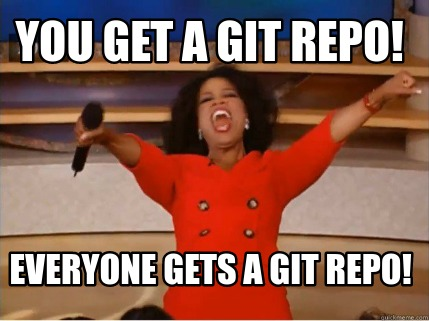 YOU GET A GIT REPO!
EVERYONE GETS A GIT REPO!
quickmeme.com